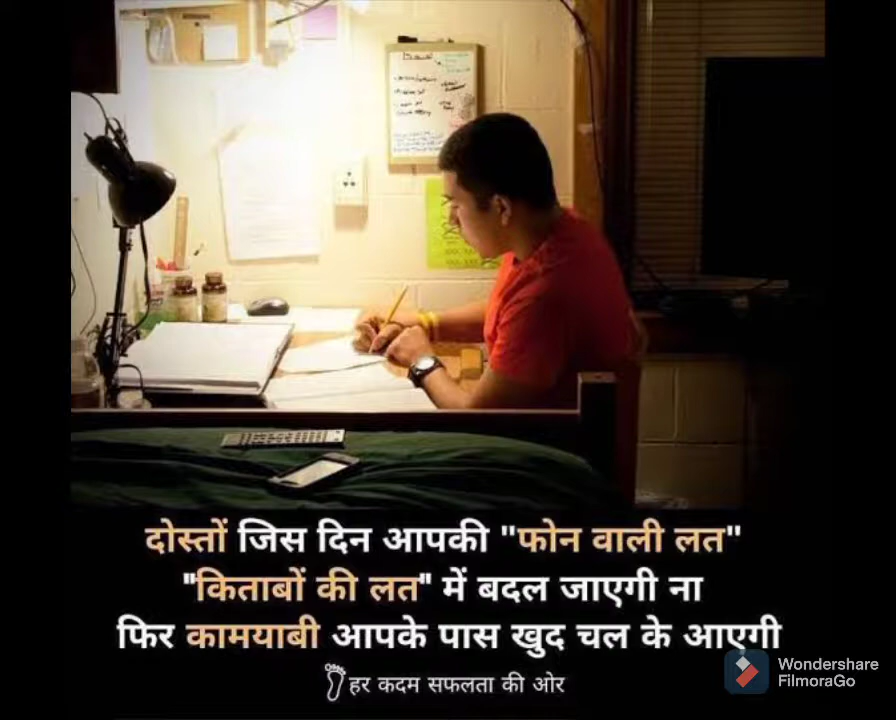 दोस्तों जिस दिन आपकी "फोन वाली लत"
"किताबों की लत" में बदल जाएगी ना
फिर कामयाबी आपके पास खुद चल के आएगी
हर कदम सफलता की ओर
Wondershare
FilmoraGo